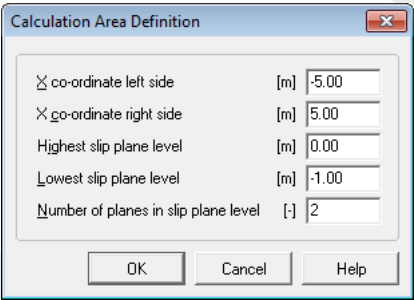 Calculation Area Definition
X co-ordinate left side [m] -5.00
X co-ordinate right side [m] 5.00
Highest slip plane level [m] 0.00
Lowest slip plane level [m] -1.00
Number of planes in slip plane level [-] 2
OK Cancel Help